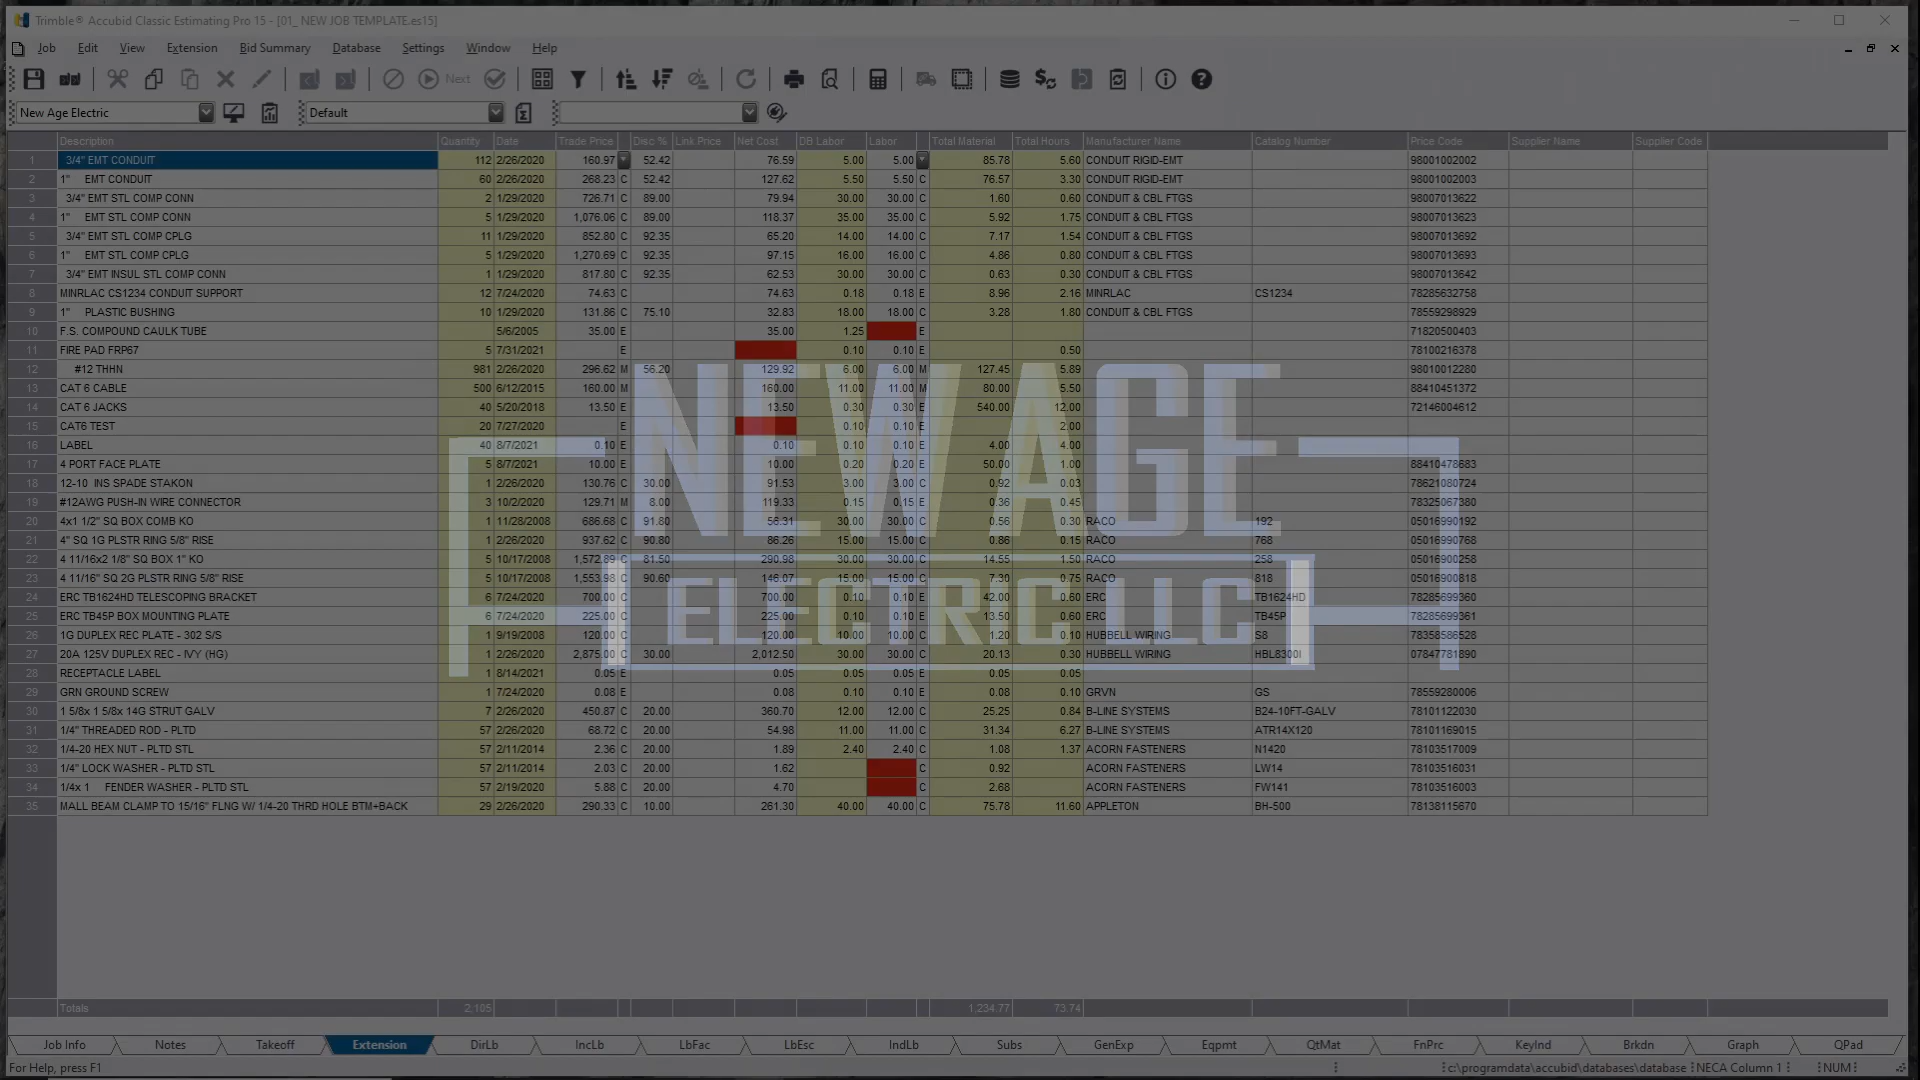 Trimble® Accubid Classic Estimating Pro 15 - [01_ NEW JOB TEMPLATE.es15]
Job Edit View Extension Bid Summary Database Settings Window Help
Next
New Age Electric Default
Description Quantity Date Trade Price Disc % Link Price Net Cost DB Labor Labor Total Material Total Hours Manufacturer Name Catalog Number Price Code Supplier Name Supplier Code
1 3/4" EMT CONDUIT 112 2/26/2020 160.97 52.42 76.59 5.00 5.00 85.78 5.60 CONDUIT RIGID-EMT 98001002002
2 1" EMT CONDUIT 60 2/26/2020 268.23 C 52.42 127.62 5.50 5.50 C 76.57 3.30 CONDUIT RIGID-EMT 98001002003
3 3/4" EMT STL COMP CONN 2 1/29/2020 726.71 C 89.00 79.94 30.00 30.00 C 1.60 0.60 CONDUIT & CBL FTGS 98007013622
4 1" EMT STL COMP CONN 5 1/29/2020 1,076.06 C 89.00 118.37 35.00 35.00 C 5.92 1.75 CONDUIT & CBL FTGS 98007013623
5 3/4" EMT STL COMP CPLG 11 1/29/2020 852.80 C 92.35 65.20 14.00 14.00 C 7.17 1.54 CONDUIT & CBL FTGS 98007013692
6 1" EMT STL COMP CPLG 5 1/29/2020 1,270.69 C 92.35 97.15 16.00 16.00 C 4.86 0.80 CONDUIT & CBL FTGS 98007013693
7 3/4" EMT INSUL STL COMP CONN 1 1/29/2020 817.80 C 92.35 62.53 30.00 30.00 C 0.63 0.30 CONDUIT & CBL FTGS 98007013642
8 MINRLAC CS1234 CONDUIT SUPPORT 12 7/24/2020 74.63 C 74.63 0.18 0.18 E 8.96 2.16 MINRLAC CS1234 78285632758
9 1" PLASTIC BUSHING 10 1/29/2020 131.86 C 75.10 32.83 18.00 18.00 C 3.28 1.80 CONDUIT & CBL FTGS 78559298929
10 F.S. COMPOUND CAULK TUBE 5/6/2005 35.00 E 35.00 1.25 E 71820500403
11 FIRE PAD FRP67 5 7/31/2021 E 0.10 0.10 E 0.50 78100216378
12 #12 THHN 981 2/26/2020 296.62 M 56.20 129.92 6.00 6.00 M 127.45 5.89 98010012280
13 CAT 6 CABLE 500 6/12/2015 160.00 M 160.00 11.00 11.00 M 80.00 5.50 88410451372
14 CAT 6 JACKS 40 5/20/2018 13.50 E 13.50 0.30 0.30 E 540.00 12.00 72146004612
15 CAT6 TEST 20 7/27/2020 E 0.10 0.10 E 2.00
16 LABEL 40 8/7/2021 0.10 E 0.10 0.10 0.10 E 4.00 4.00
17 4 PORT FACE PLATE 5 8/7/2021 10.00 E 10.00 0.20 0.20 E 50.00 1.00 88410478683
18 12-10 INS SPADE STAKON 1 2/26/2020 130.76 C 30.00 91.53 3.00 3.00 C 0.92 0.03 78621080724
19 #12AWG PUSH-IN WIRE CONNECTOR 3 10/2/2020 129.71 M 8.00 119.33 0.15 0.15 E 0.36 0.45 78325067380
20 4x1 1/2" SQ BOX COMB KO 1 11/28/2008 686.68 C 91.80 56.31 30.00 30.00 C 0.56 0.30 RACO 192 05016990192
21 4" SQ 1G PLSTR RING 5/8" RISE 1 2/26/2020 937.62 C 90.80 86.26 15.00 15.00 C 0.86 0.15 RACO 768 05016990768
22 4 11/16x2 1/8" SQ BOX 1" KO 5 10/17/2008 1,572.89 C 81.50 290.98 30.00 30.00 C 14.55 1.50 RACO 258 05016900258
23 4 11/16" SQ 2G PLSTR RING 5/8" RISE 5 10/17/2008 1,553.98 C 90.60 146.07 15.00 15.00 C 7.30 0.75 RACO 818 05016900818
24 ERC TB1624HD TELESCOPING BRACKET 6 7/24/2020 700.00 C 700.00 0.10 0.10 E 42.00 0.60 ERC TB1624HD 78285699360
25 ERC TB45P BOX MOUNTING PLATE 6 7/24/2020 225.00 C 225.00 0.10 0.10 E 13.50 0.60 ERC TB45P 78285699361
26 1G DUPLEX REC PLATE - 302 S/S 1 9/19/2008 120.00 C 120.00 10.00 10.00 C 1.20 0.10 HUBBELL WIRING S8 78358586528
27 20A 125V DUPLEX REC - IVY (HG) 1 2/26/2020 2,875.00 C 30.00 2,012.50 30.00 30.00 C 20.13 0.30 HUBBELL WIRING HBL8300I 07847781890
28 RECEPTACLE LABEL 1 8/14/2021 0.05 E 0.05 0.05 0.05 E 0.05 0.05
29 GRN GROUND SCREW 1 7/24/2020 0.08 E 0.08 0.10 0.10 E 0.08 0.10 GRVN GS 78559280006
30 1 5/8x 1 5/8x 14G STRUT GALV 7 2/26/2020 450.87 C 20.00 360.70 12.00 12.00 C 25.25 0.84 B-LINE SYSTEMS B24-10FT-GALV 78101122030
31 1/4" THREADED ROD - PLTD 57 2/26/2020 68.72 C 20.00 54.98 11.00 11.00 C 31.34 6.27 B-LINE SYSTEMS ATR14X120 78101169015
32 1/4-20 HEX NUT - PLTD STL 57 2/11/2014 2.36 C 20.00 1.89 2.40 2.40 C 1.08 1.37 ACORN FASTENERS N1420 78103517009
33 1/4" LOCK WASHER - PLTD STL 57 2/11/2014 2.03 C 20.00 1.62 C 0.92 ACORN FASTENERS LW14 78103516031
34 1/4x 1 FENDER WASHER - PLTD STL 57 2/19/2020 5.88 C 20.00 4.70 C 2.68 ACORN FASTENERS FW141 78103516003
35 MALL BEAM CLAMP TO 15/16" FLNG W/ 1/4-20 THRD HOLE BTM+BACK 29 2/26/2020 290.33 C 10.00 261.30 40.00 40.00 C 75.78 11.60 APPLETON BH-500 78138115670
NEW AGE
ELECTRIC LLC
Totals 2,105 1,234.77 73.74
Job Info Notes Takeoff Extension DirLb IncLb LbFac LbEsc IndLb Subs GenExp Eqpmt QtMat FnPrc KeyInd Brkdn Graph QPad
For Help, press F1 c:\programdata\accubid\databases\database NECA Column 1 NUM